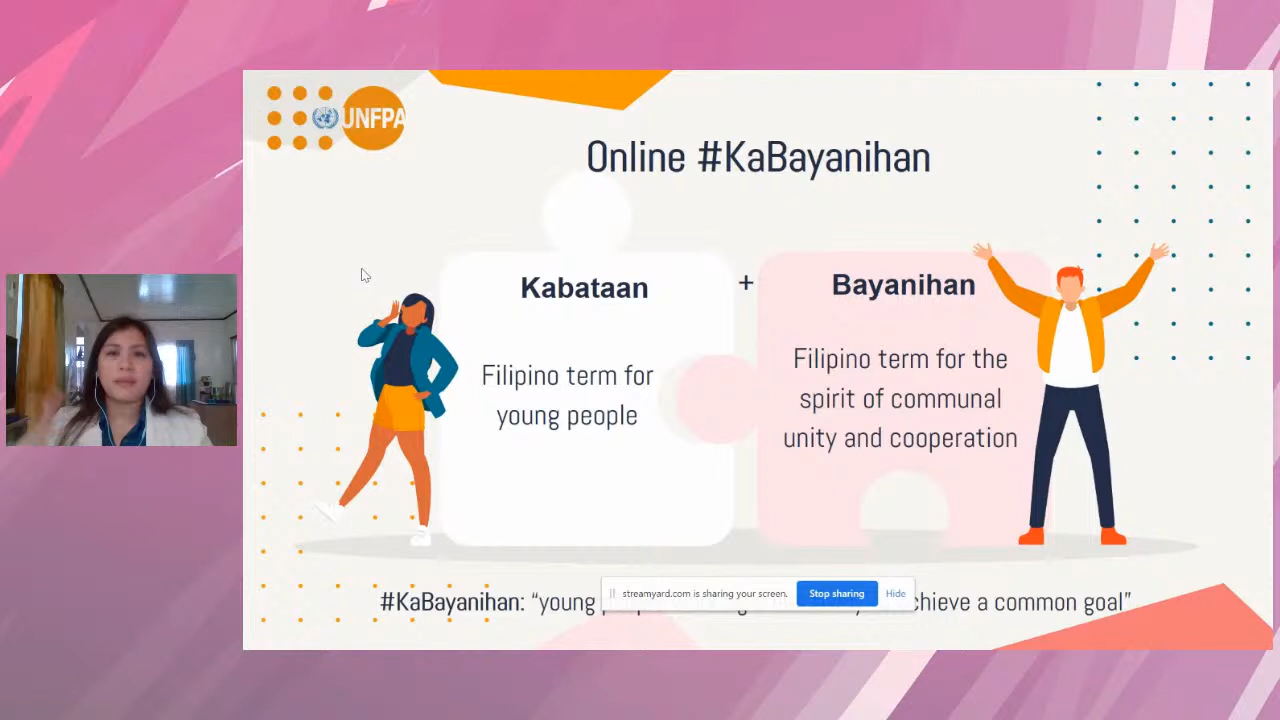 UNFPA
Online #KaBayanihan
Kabataan
+
Bayanihan
Filipino term for
young people
Filipino term for the
spirit of communal
unity and cooperation
#KaBayanihan: “young
achieve a common goal”
streamyard.com is sharing your screen.
Stop sharing
Hide